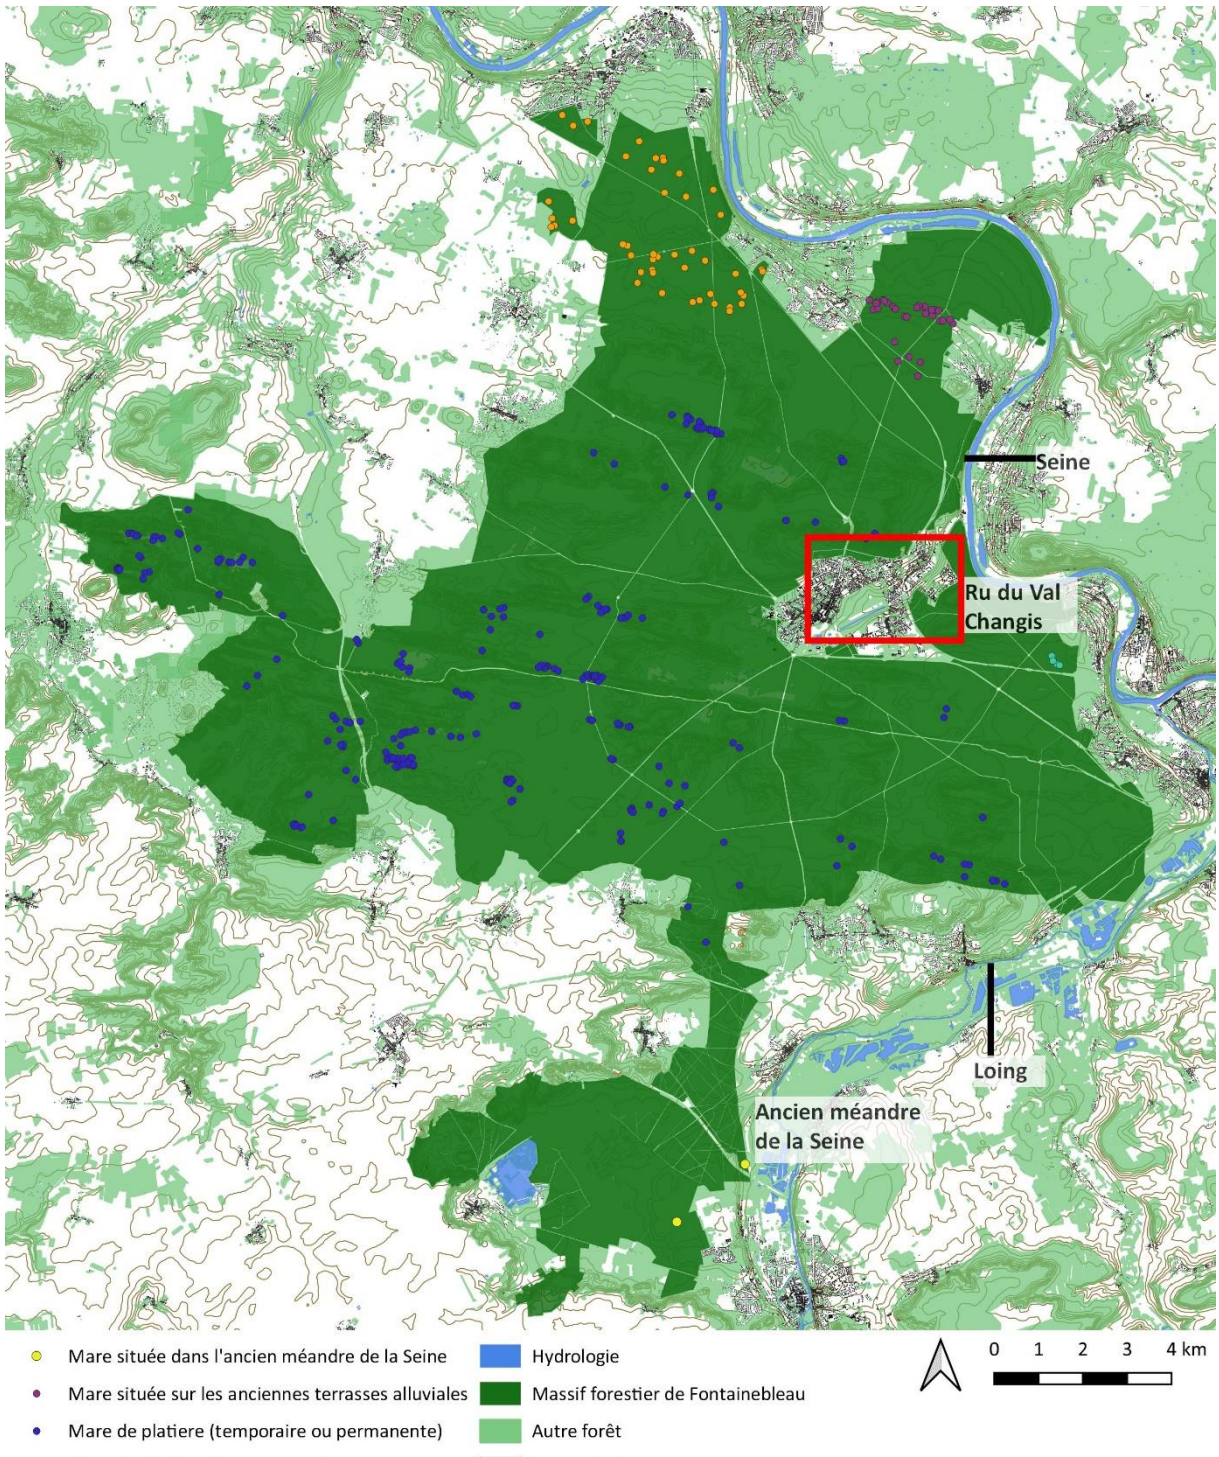 Seine
Ru du Val
Changis
Loing
Ancien méandre
de la Seine
Mare située dans l'ancien méandre de la Seine
Mare située sur les anciennes terrasses alluviales
Mare de platiere (temporaire ou permanente)
Hydrologie
Massif forestier de Fontainebleau
Autre forêt
0 1 2 3 4 km